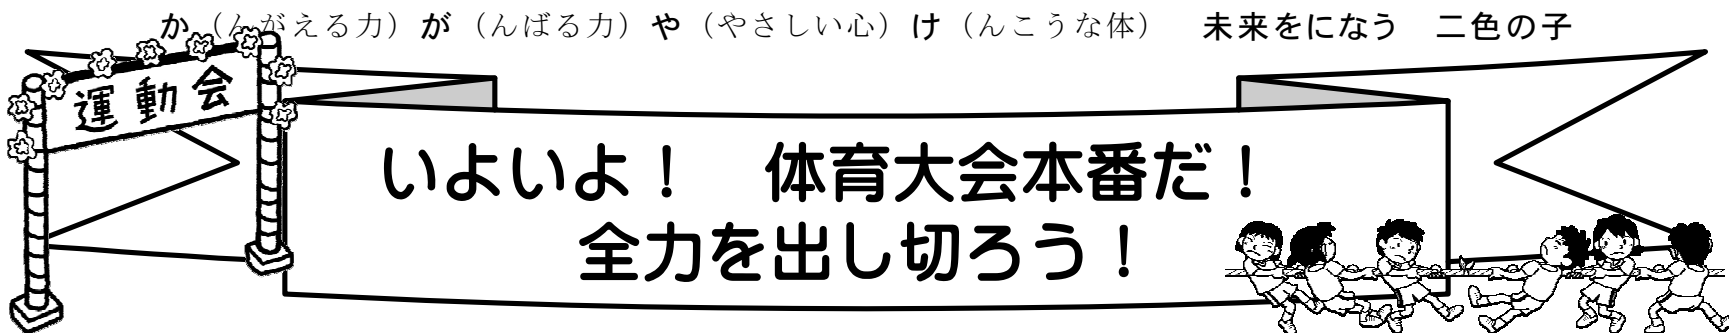 か（んがえる力）が（んばる力）や（やさしい心）け（んこうな体）　未来をになう　二色の子
運動会
いよいよ！　体育大会本番だ！
全力を出し切ろう！